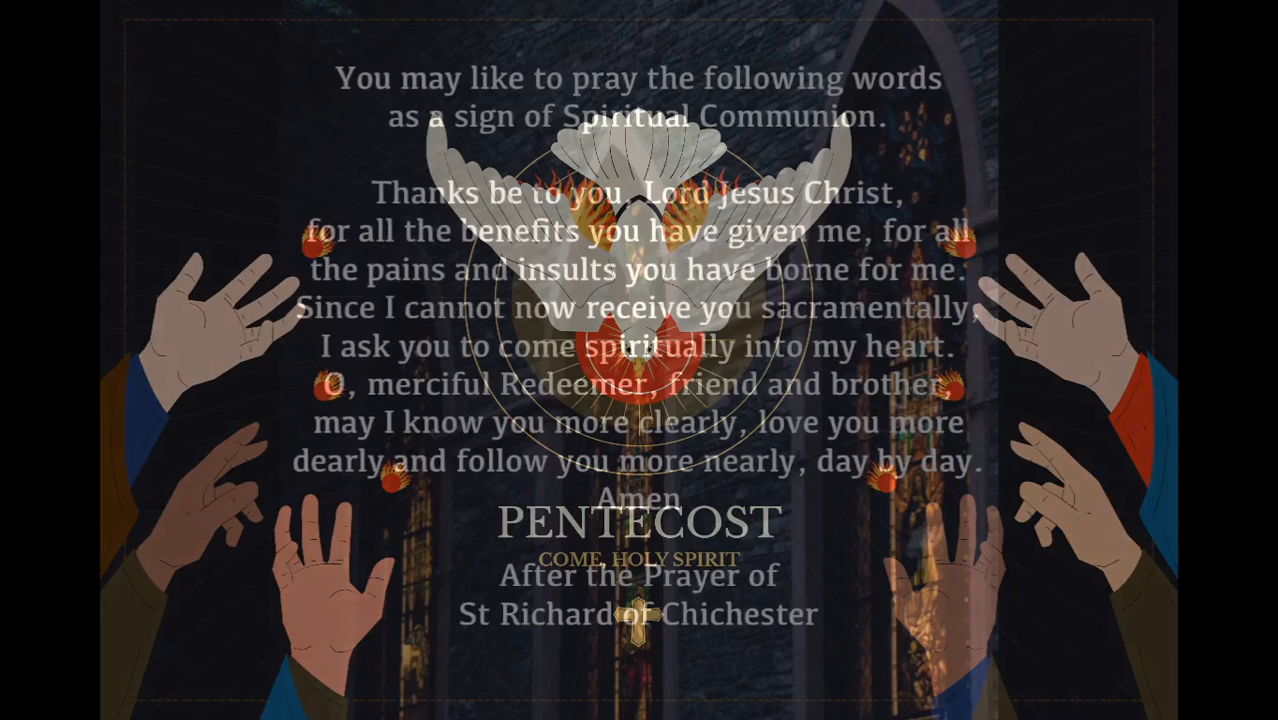 You may like to pray the following words
as a sign of Spiritual Communion.
Thanks be to you, Lord Jesus Christ,
for all the benefits you have given me, for all
the pains and insults you have borne for me.
Since I cannot now receive you sacramentally,
I ask you to come spiritually into my heart.
O, merciful Redeemer, friend and brother,
may I know you more clearly, love you more
dearly and follow you more nearly, day by day.
Amen
PENTECOST
COME, HOLY SPIRIT
After the Prayer of
St Richard of Chichester